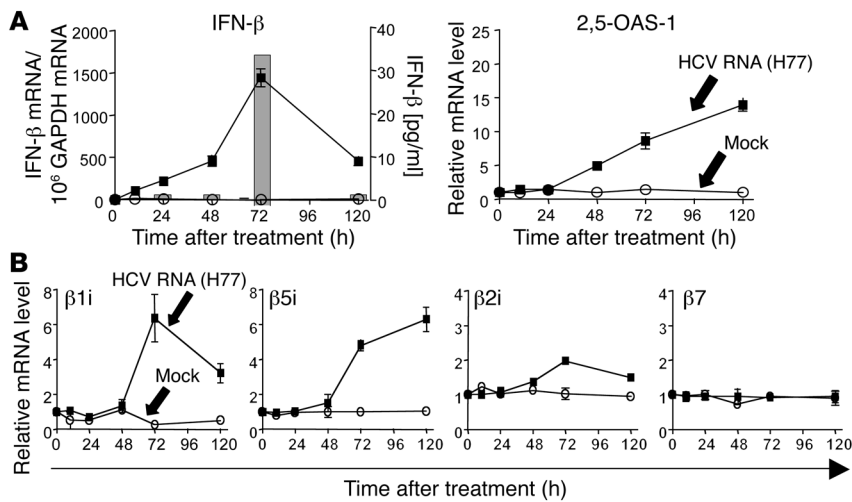 A
IFN-β
IFN-β mRNA/
10⁶ GAPDH mRNA
2000
1500
1000
500
0
40
30
20
10
0
IFN-β [pg/ml]
0 24 48 72 96 120
Time after treatment (h)
2,5-OAS-1
Relative mRNA level
25
20
15
10
5
0
HCV RNA (H77)
Mock
0 24 48 72 96 120
Time after treatment (h)
B
Relative mRNA level
β1i
HCV RNA (H77)
Mock
8
6
4
2
0
0 24 48 72 96 120
β5i
8
6
4
2
0
0 24 48 72 96 120
β2i
4
3
2
1
0
0 24 48 72 96 120
β7
4
3
2
1
0
0 24 48 72 96 120
Time after treatment (h)